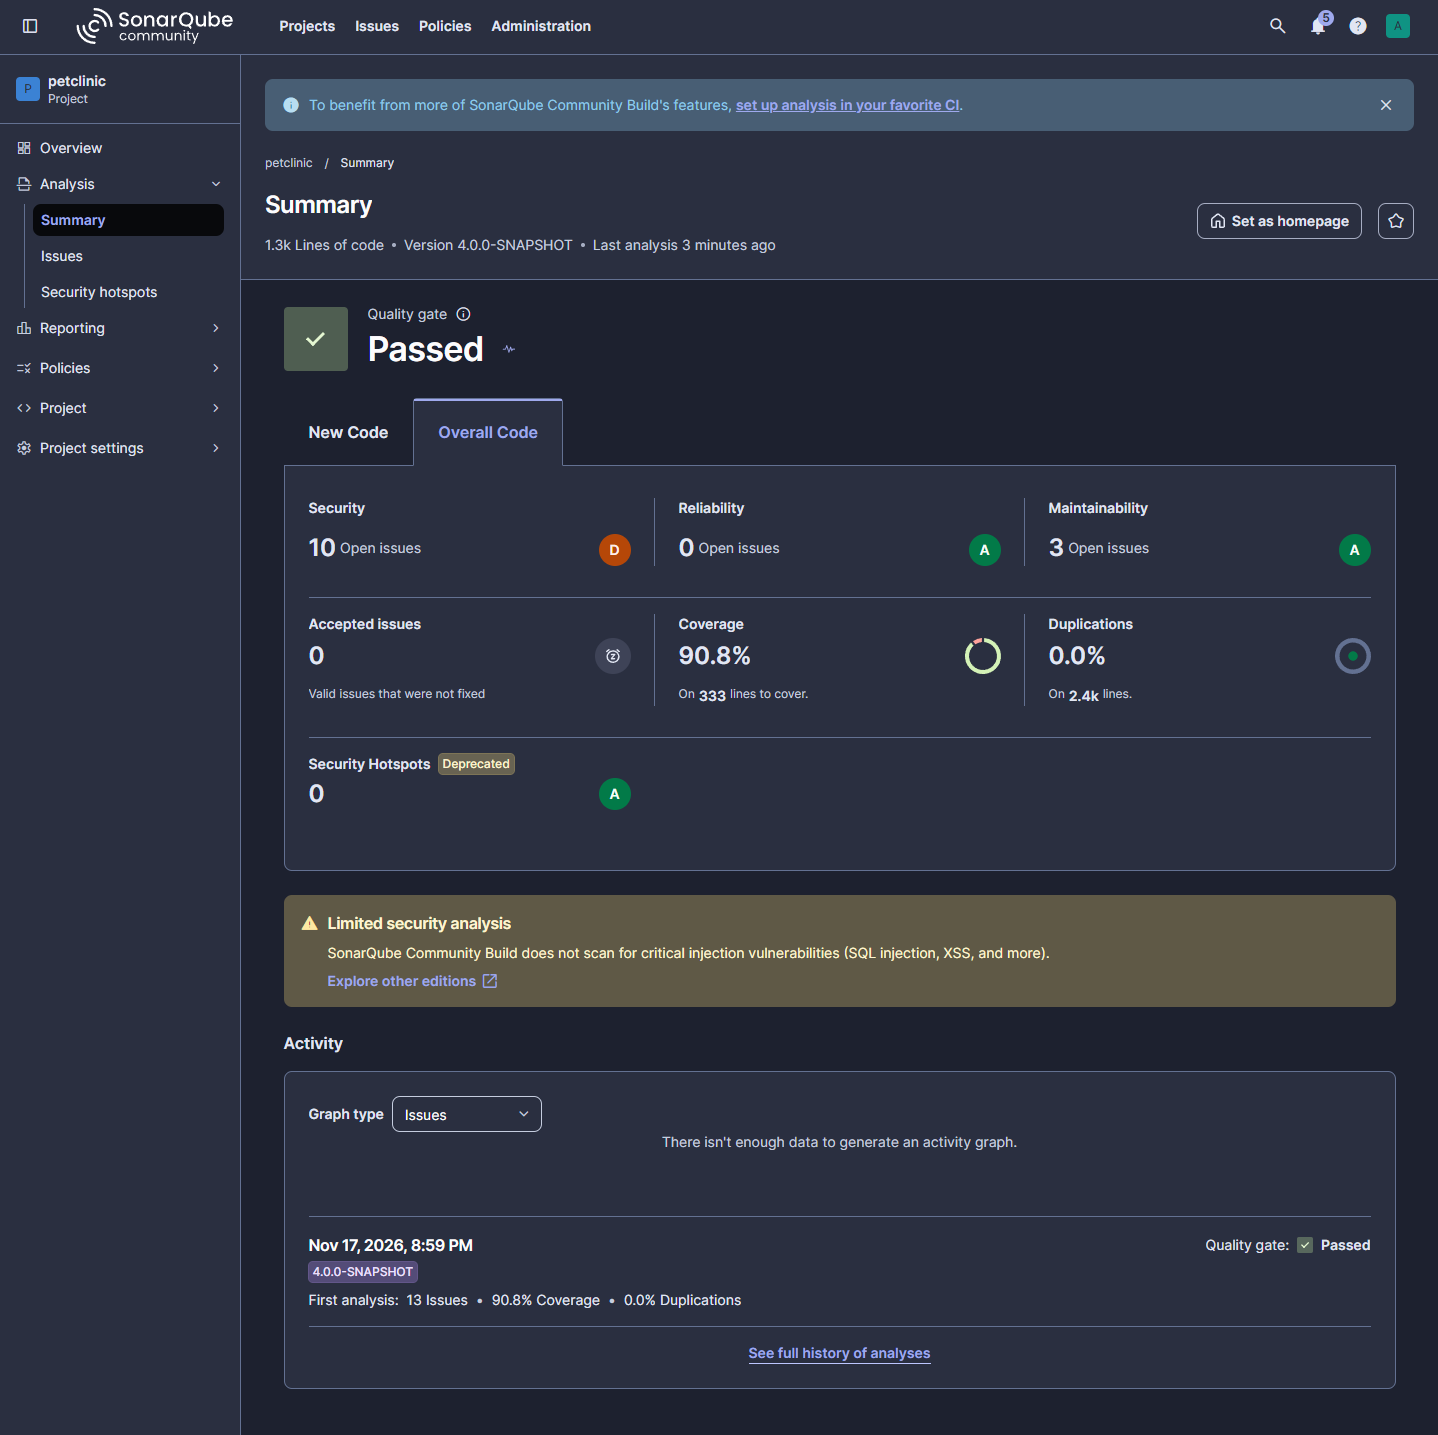 SonarQube
community
Projects
Issues
Policies
Administration
5
?
A
P
petclinic
Project
Overview
Analysis
Summary
Issues
Security hotspots
Reporting
Policies
Project
Project settings
To benefit from more of SonarQube Community Build's features, set up analysis in your favorite CI.
petclinic / Summary
Summary
1.3k Lines of code • Version 4.0.0-SNAPSHOT • Last analysis 3 minutes ago
Set as homepage
Quality gate
Passed
New Code
Overall Code
Security
10 Open issues
D
Reliability
0 Open issues
A
Maintainability
3 Open issues
A
Accepted issues
0
Valid issues that were not fixed
Coverage
90.8%
On 333 lines to cover.
Duplications
0.0%
On 2.4k lines.
Security Hotspots Deprecated
0
A
Limited security analysis
SonarQube Community Build does not scan for critical injection vulnerabilities (SQL injection, XSS, and more).
Explore other editions
Activity
Graph type Issues
There isn't enough data to generate an activity graph.
Nov 17, 2026, 8:59 PM
Quality gate: Passed
4.0.0-SNAPSHOT
First analysis: 13 Issues • 90.8% Coverage • 0.0% Duplications
See full history of analyses